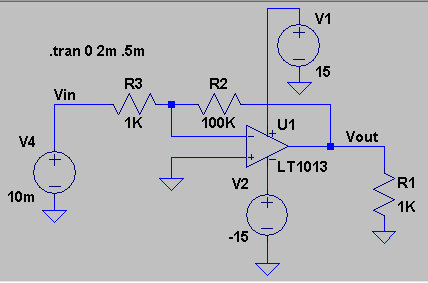 V1
15
.tran 0 2m .5m
R3
R2
Vin
1K
100K
U1
Vout
V4
LT1013
V2
R1
10m
1K
-15